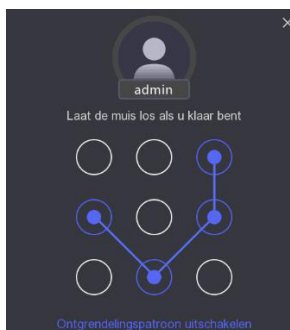 admin
Laat de muis los als u klaar bent
Ontgrendelingspatroon uitschakelen